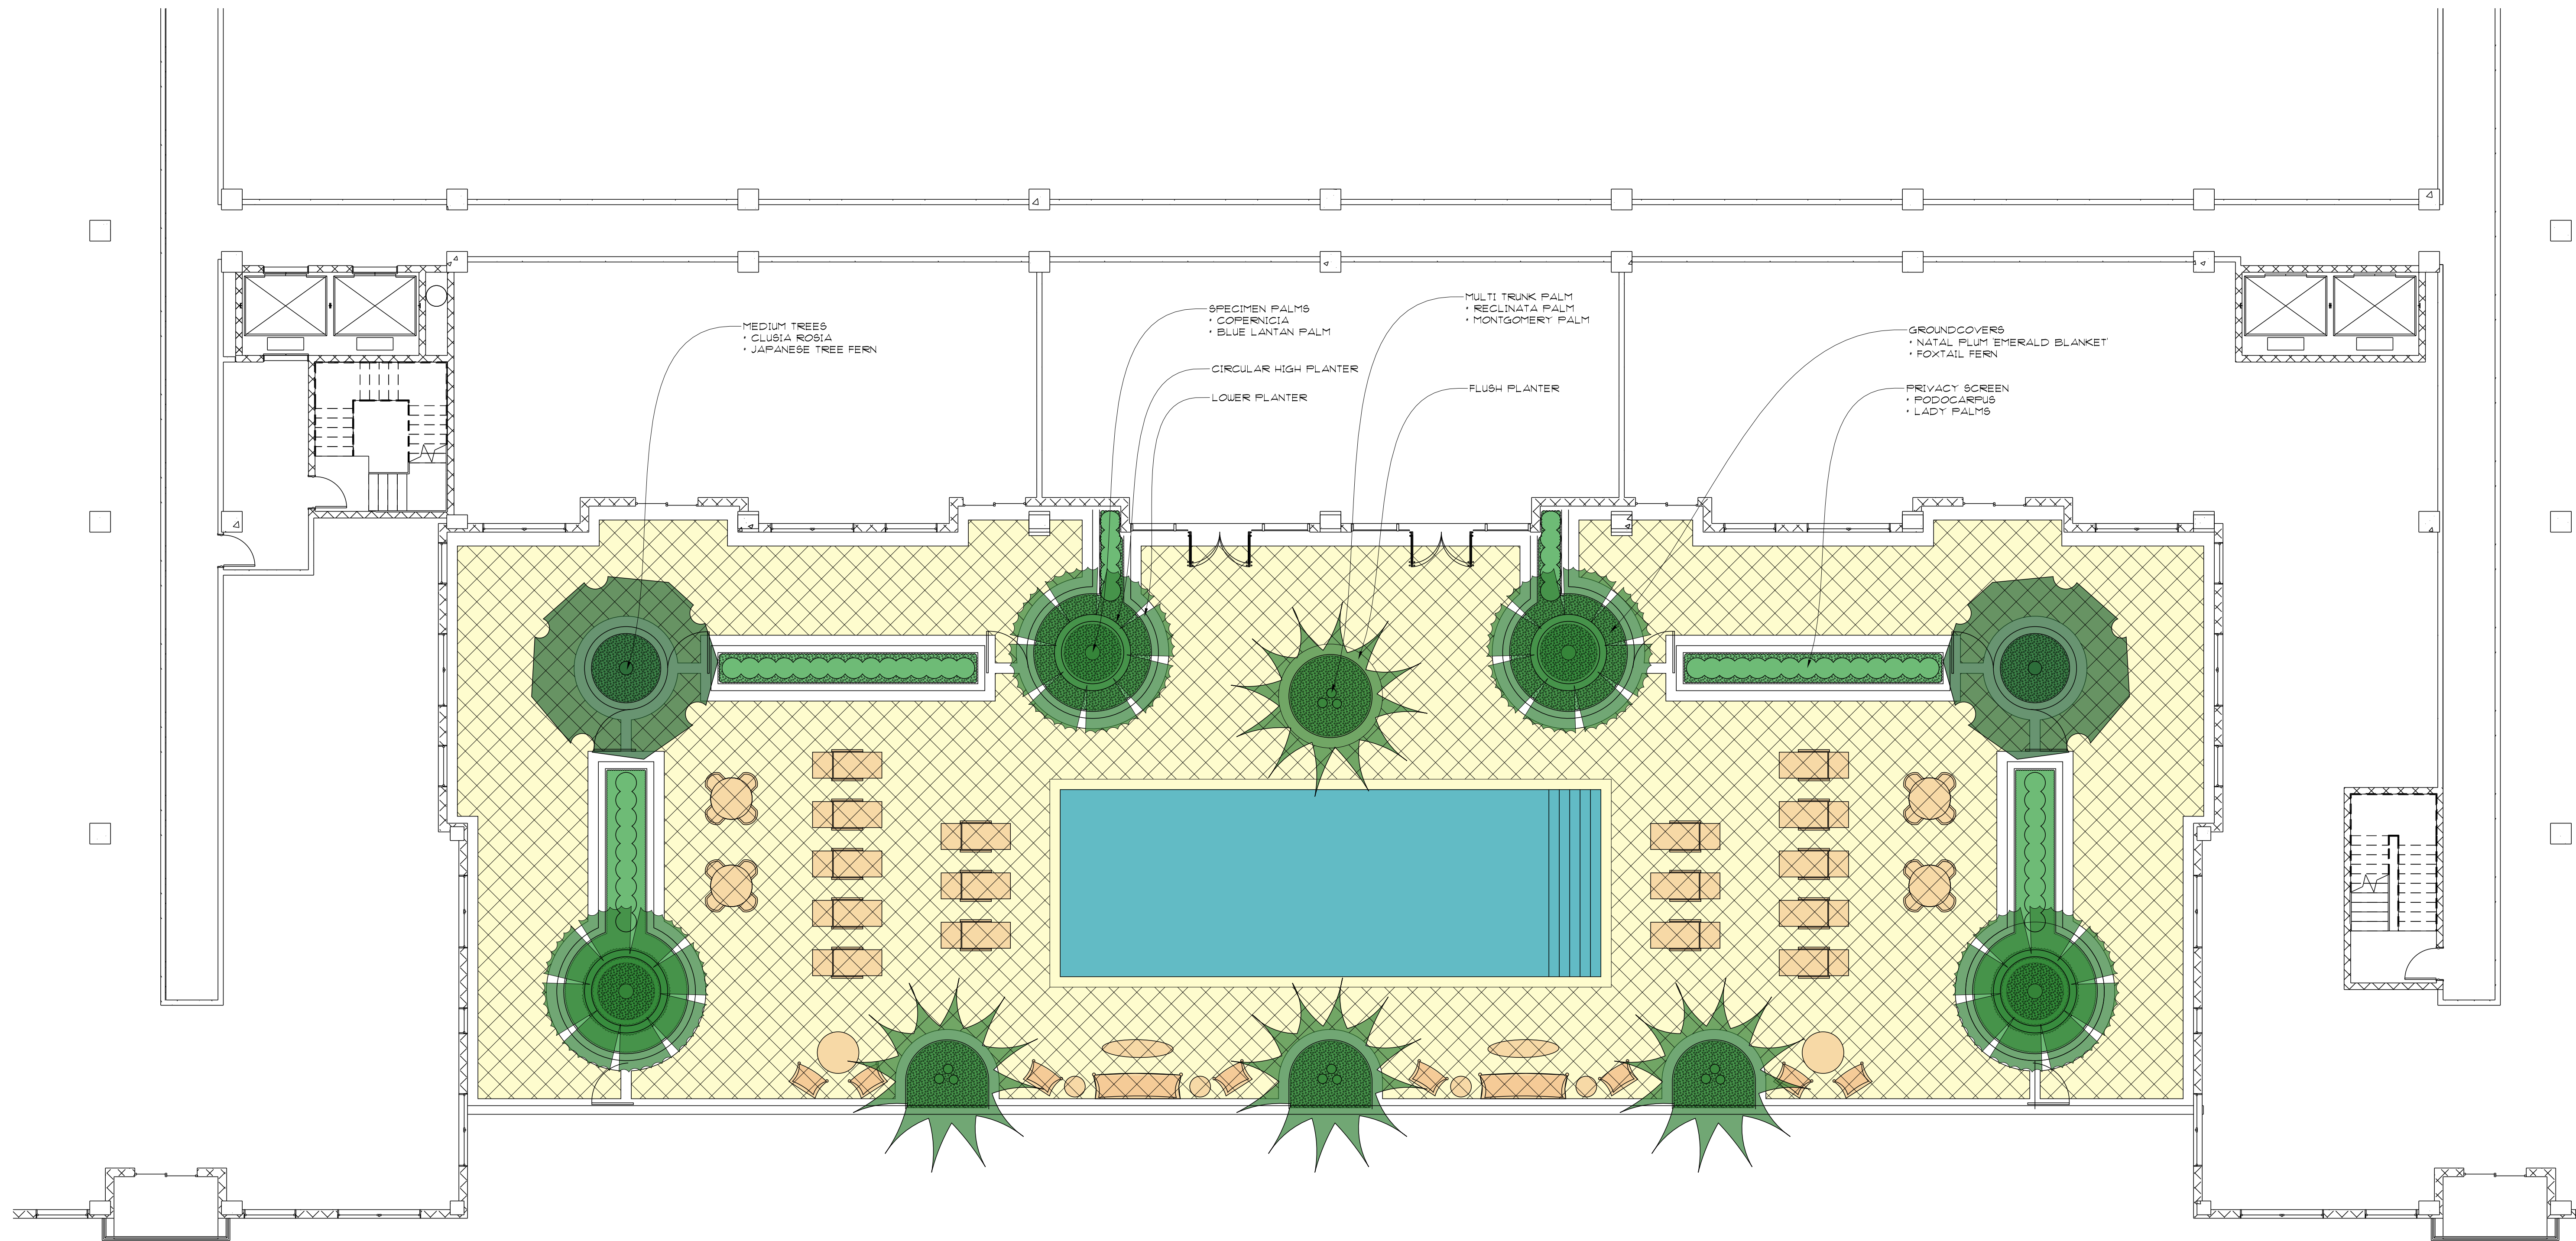 MEDIUM TREES
• CLUSIA ROSIA
• JAPANESE TREE FERN
SPECIMEN PALMS
• COPERNICIA
• BLUE LANTAN PALM
CIRCULAR HIGH PLANTER
LOWER PLANTER
MULTI TRUNK PALM
• RECLINATA PALM
• MONTGOMERY PALM
FLUSH PLANTER
GROUNDCOVERS
• NATAL PLUM 'EMERALD BLANKET'
• FOXTAIL FERN
PRIVACY SCREEN
• PODOCARPUS
• LADY PALMS